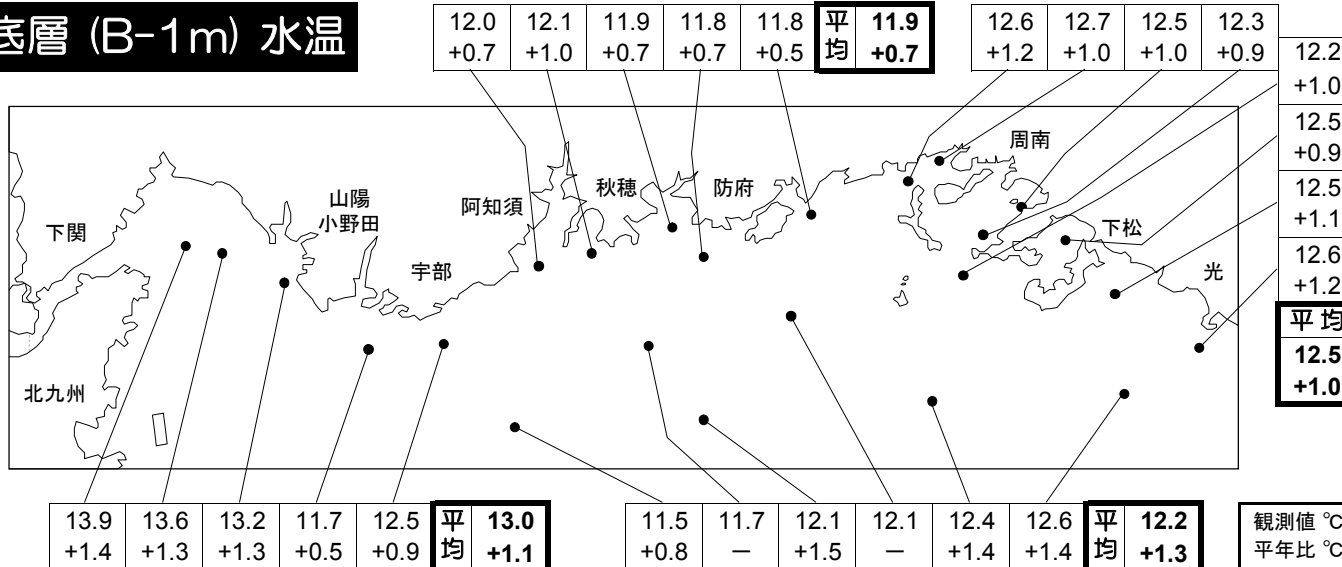 底層 (B-1m) 水温
12.0 12.1 11.9 11.8 11.8 平均 11.9
+0.7 +1.0 +0.7 +0.7 +0.5 +0.7
12.6 12.7 12.5 12.3
+1.2 +1.0 +1.0 +0.9
12.2
+1.0
12.5
+0.9
12.5
+1.1
12.6
+1.2
平均
12.5
+1.0
下関
山陽
小野田
宇部
阿知須
秋穂
防府
周南
下松
光
北九州
13.9 13.6 13.2 11.7 12.5 平均 13.0
+1.4 +1.3 +1.3 +0.5 +0.9 +1.1
11.5 11.7 12.1 12.1 12.4 12.6 平均 12.2
+0.8 － +1.5 － +1.4 +1.4 +1.3
観測値 ℃
平年比 ℃